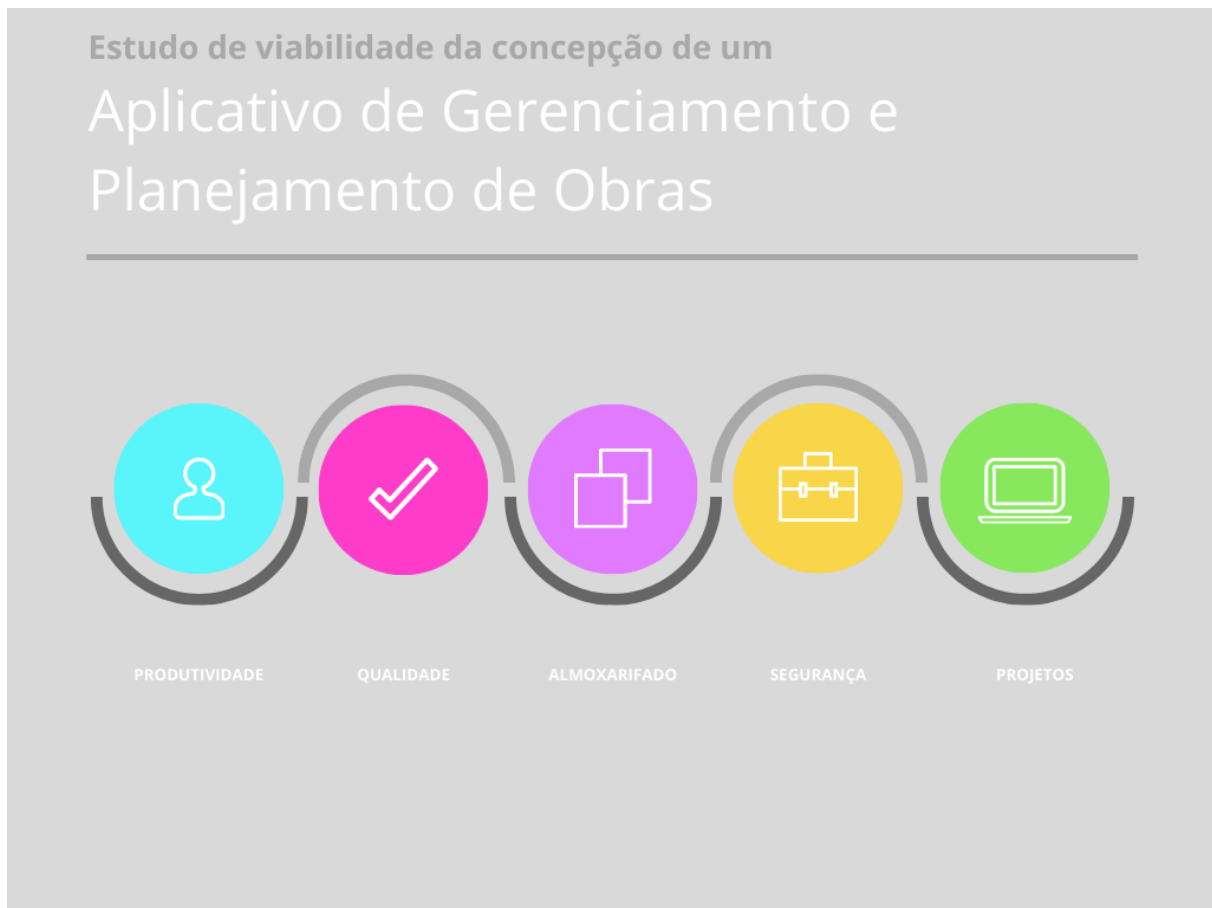 Estudo de viabilidade da concepção de um
Aplicativo de Gerenciamento e
Planejamento de Obras
PRODUTIVIDADE
QUALIDADE
ALMOXARIFADO
SEGURANÇA
PROJETOS